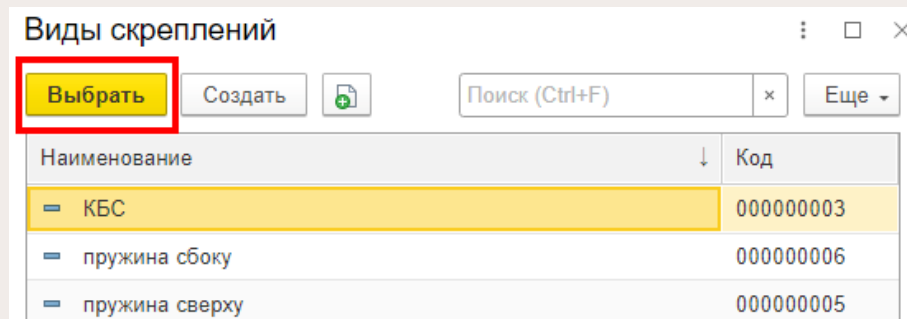 Виды скреплений
Выбрать Создать Поиск (Ctrl+F) × Еще
Наименование ↓ Код
КБС 000000003
пружина сбоку 000000006
пружина сверху 000000005